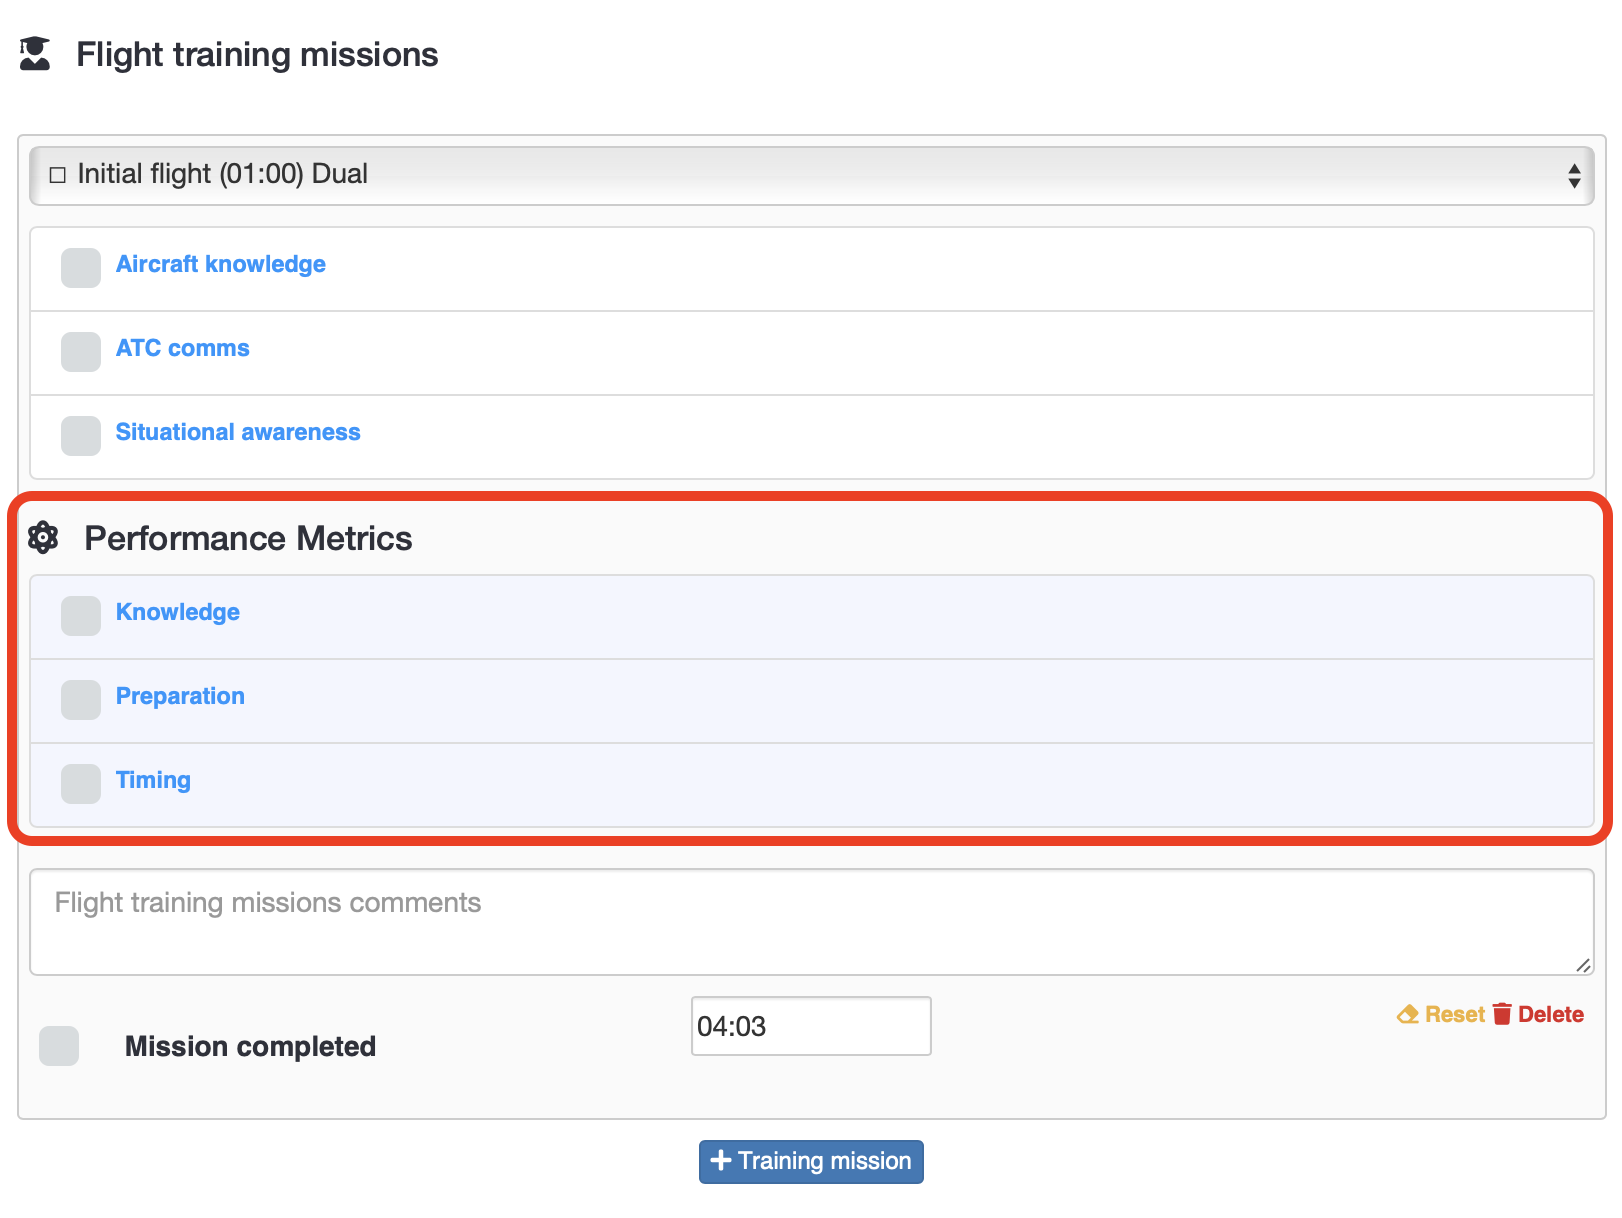 Flight training missions
☐ Initial flight (01:00) Dual
Aircraft knowledge
ATC comms
Situational awareness
Performance Metrics
Knowledge
Preparation
Timing
Flight training missions comments
Mission completed
04:03
Reset Delete
+ Training mission